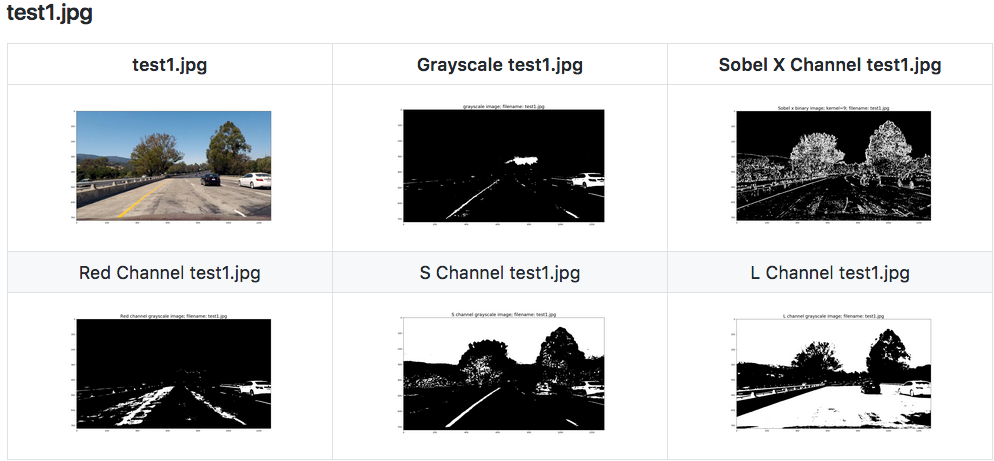 test1.jpg
test1.jpg Grayscale test1.jpg Sobel X Channel test1.jpg
grayscale image; filename: test1.jpg
Sobel x binary image; kernel=9; filename: test1.jpg
Red Channel test1.jpg S Channel test1.jpg L Channel test1.jpg
Red channel grayscale image; filename: test1.jpg
S channel grayscale image; filename: test1.jpg
L channel grayscale image; filename: test1.jpg